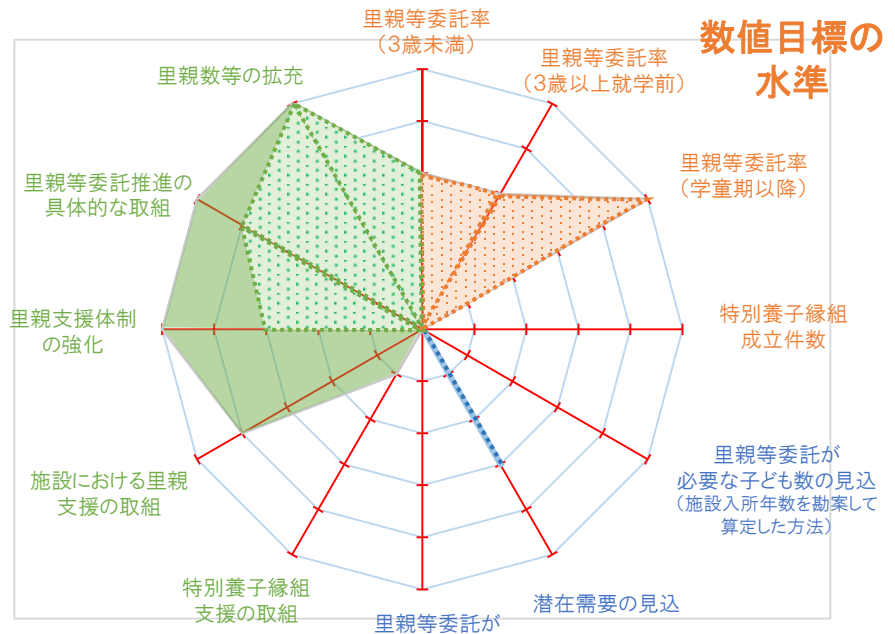 数値目標の
水準
里親等委託率
（3歳未満）
里親等委託率
（3歳以上就学前）
里親等委託率
（学童期以降）
特別養子縁組
成立件数
里親等委託が
必要な子ども数の見込
（施設入所年数を勘案して
算定した方法）
潜在需要の見込
里親等委託が
特別養子縁組
支援の取組
施設における里親
支援の取組
里親支援体制
の強化
里親等委託推進の
具体的な取組
里親数等の拡充